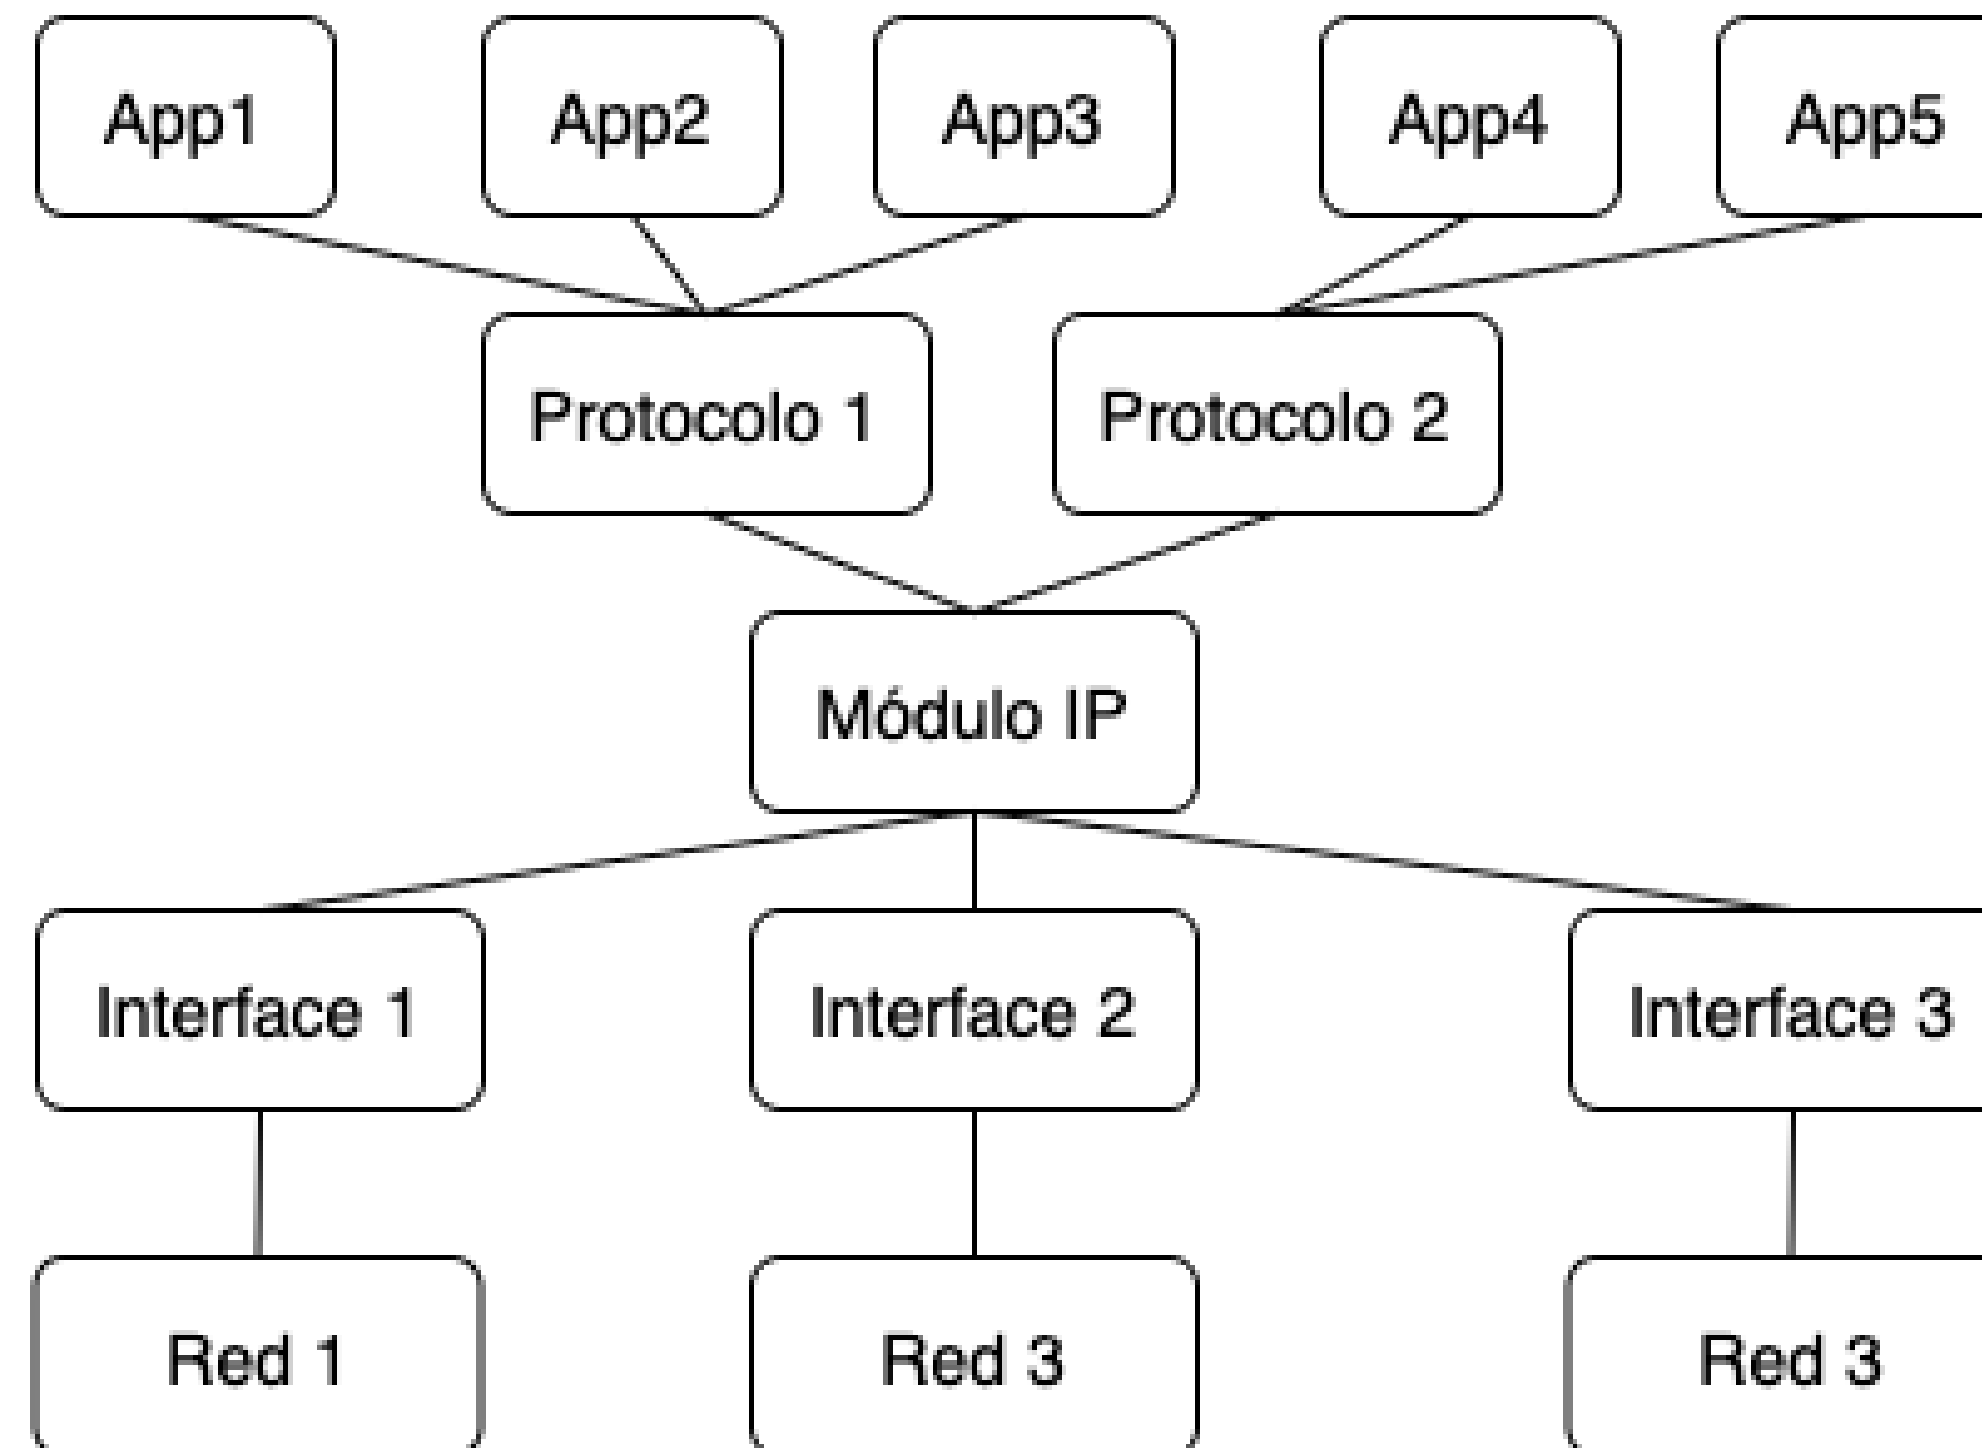 App1
App2
App3
App4
App5
Protocolo 1
Protocolo 2
Módulo IP
Interface 1
Interface 2
Interface 3
Red 1
Red 3
Red 3